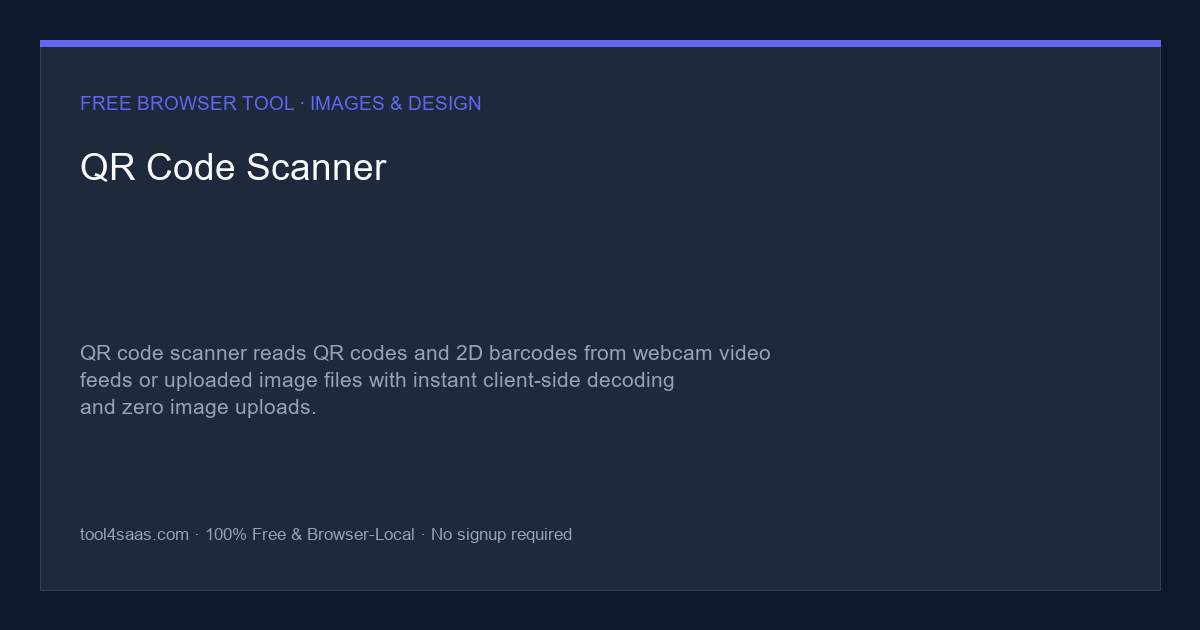 FREE BROWSER TOOL · IMAGES & DESIGN
QR Code Scanner
QR code scanner reads QR codes and 2D barcodes from webcam video
feeds or uploaded image files with instant client-side decoding
and zero image uploads.
tool4saas.com · 100% Free & Browser-Local · No signup required